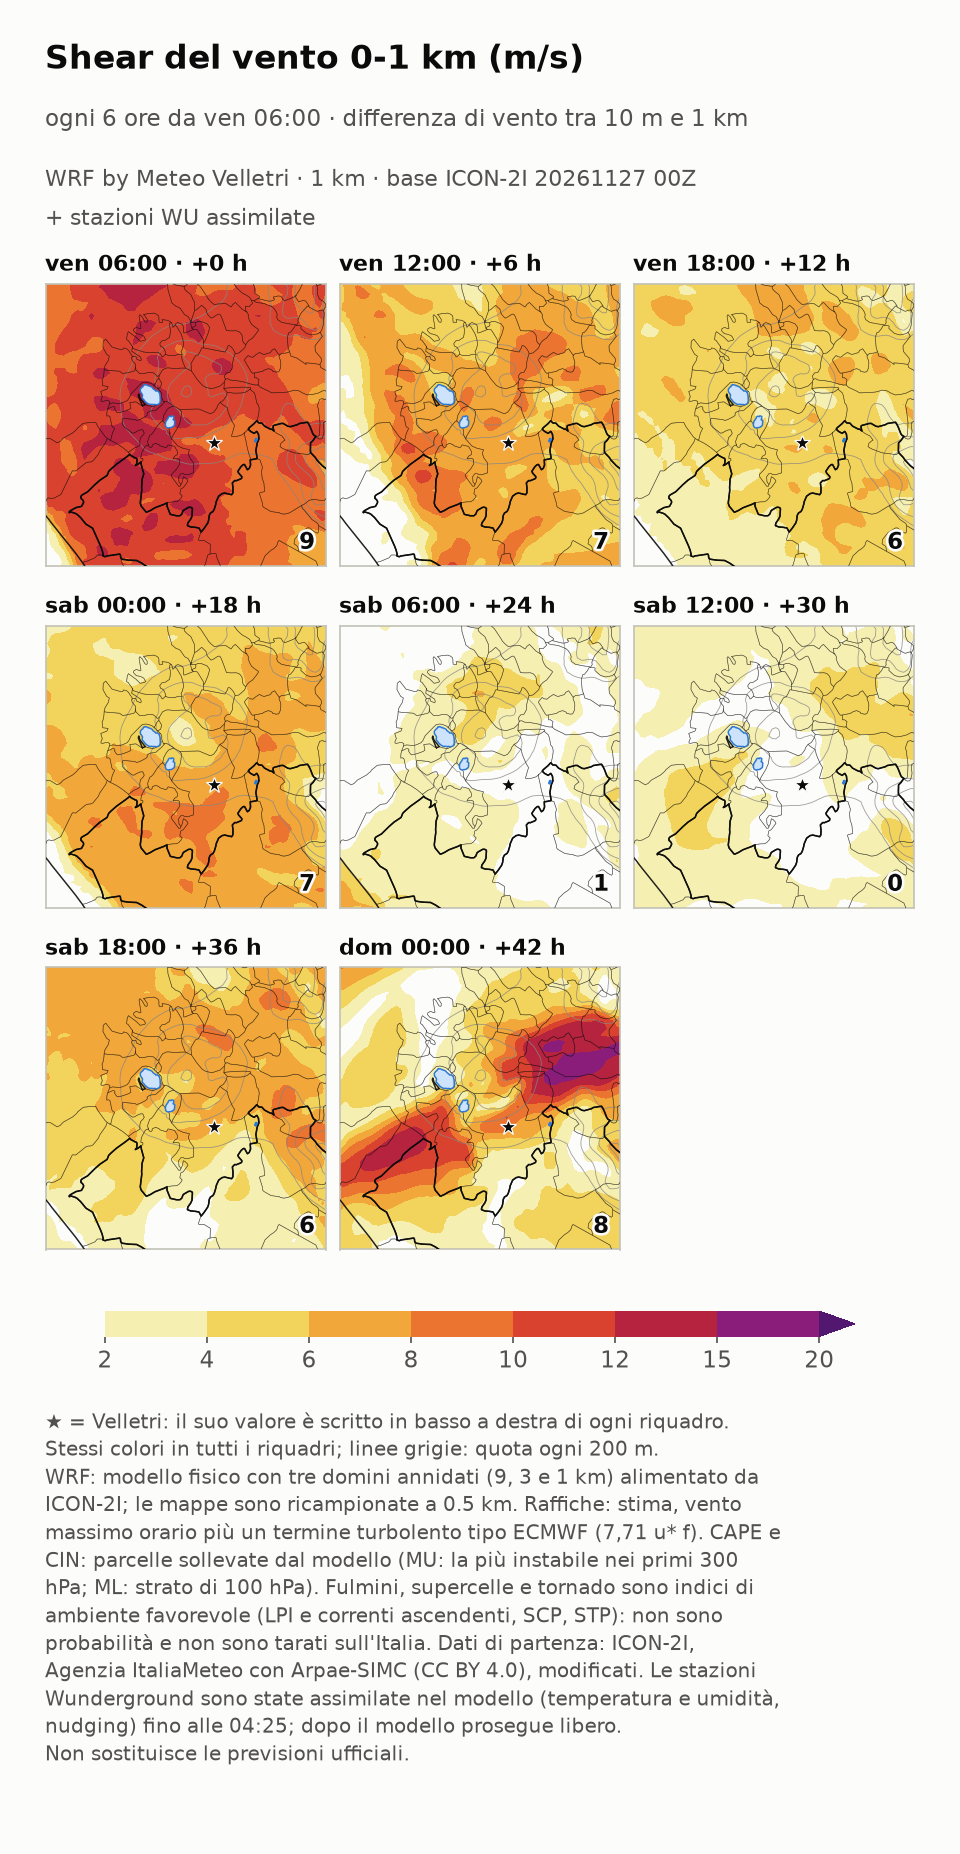 Shear del vento 0-1 km (m/s)
ogni 6 ore da ven 06:00 · differenza di vento tra 10 m e 1 km
WRF by Meteo Velletri · 1 km · base ICON-2I 20261127 00Z
+ stazioni WU assimilate
ven 06:00 · +0 h
ven 12:00 · +6 h
ven 18:00 · +12 h
9
7
6
sab 00:00 · +18 h
sab 06:00 · +24 h
sab 12:00 · +30 h
7
1
0
sab 18:00 · +36 h
dom 00:00 · +42 h
6
8
2 4 6 8 10 12 15 20
★ = Velletri: il suo valore è scritto in basso a destra di ogni riquadro.
Stessi colori in tutti i riquadri; linee grigie: quota ogni 200 m.
WRF: modello fisico con tre domini annidati (9, 3 e 1 km) alimentato da
ICON-2I; le mappe sono ricampionate a 0.5 km. Raffiche: stima, vento
massimo orario più un termine turbolento tipo ECMWF (7,71 u* f). CAPE e
CIN: parcelle sollevate dal modello (MU: la più instabile nei primi 300
hPa; ML: strato di 100 hPa). Fulmini, supercelle e tornado sono indici di
ambiente favorevole (LPI e correnti ascendenti, SCP, STP): non sono
probabilità e non sono tarati sull'Italia. Dati di partenza: ICON-2I,
Agenzia ItaliaMeteo con Arpae-SIMC (CC BY 4.0), modificati. Le stazioni
Wunderground sono state assimilate nel modello (temperatura e umidità,
nudging) fino alle 04:25; dopo il modello prosegue libero.
Non sostituisce le previsioni ufficiali.